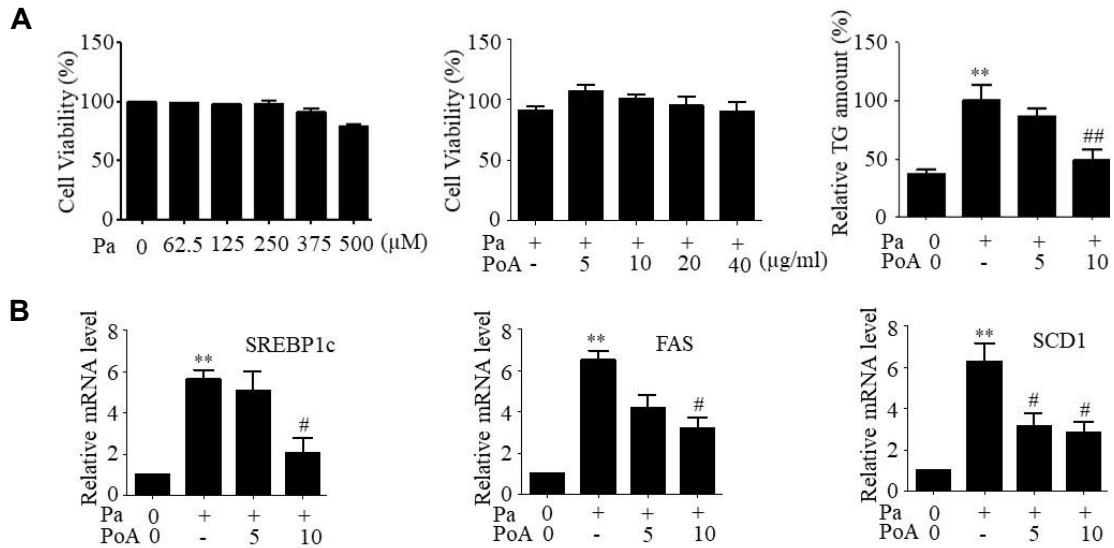 A
Cell Viability (%)
150
100
50
0
Pa 0 62.5 125 250 375 500 (μM)
Cell Viability (%)
150
100
50
0
Pa + + + + +
PoA - 5 10 20 40 (μg/ml)
Relative TG amount (%)
150
100
50
0
**
##
Pa 0 + + +
PoA 0 - 5 10
B
Relative mRNA level
8
6
4
2
0
SREBP1c
**
#
Pa 0 + + +
PoA 0 - 5 10
Relative mRNA level
8
6
4
2
0
FAS
**
#
Pa 0 + + +
PoA 0 - 5 10
Relative mRNA level
8
6
4
2
0
SCD1
**
# #
Pa 0 + + +
PoA 0 - 5 10